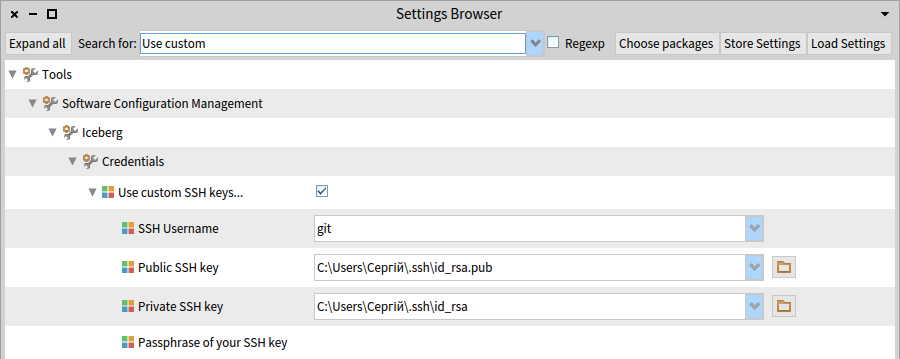 Settings Browser
Expand all Search for: Use custom Regexp Choose packages Store Settings Load Settings
Tools
Software Configuration Management
Iceberg
Credentials
Use custom SSH keys...
SSH Username git
Public SSH key C:\Users\Сергій\.ssh\id_rsa.pub
Private SSH key C:\Users\Сергій\.ssh\id_rsa
Passphrase of your SSH key